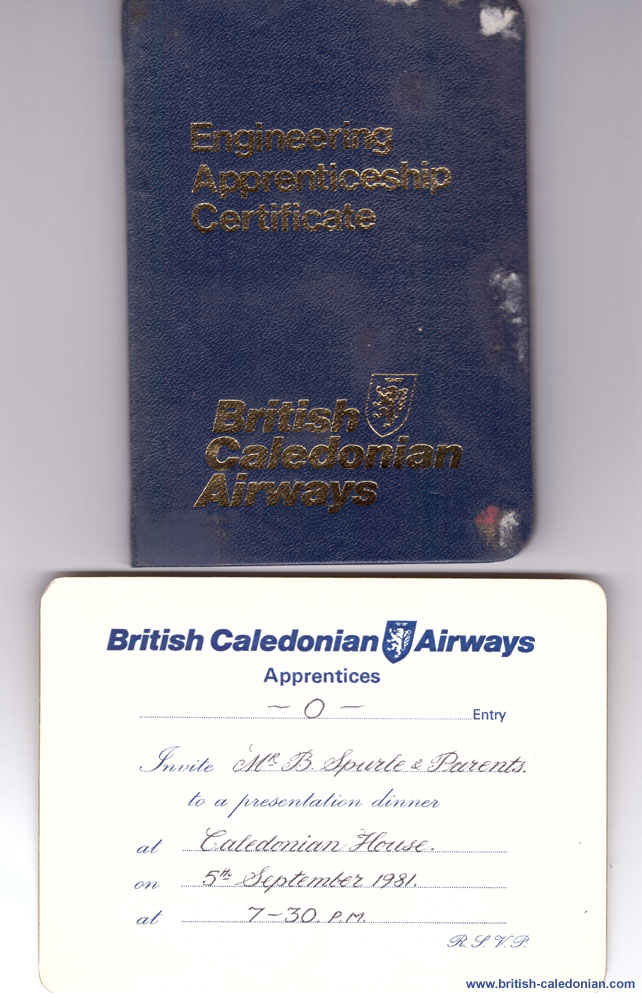 Engineering
Apprenticeship
Certificate
British
Caledonian
Airways
British Caledonian Airways
Apprentices
- O - Entry
Invite Mr. B. Spurle & Parents.
to a presentation dinner
at Caledonian House.
on 5th September 1981.
at 7-30. P.M.
R.S.V.P.
www.british-caledonian.com